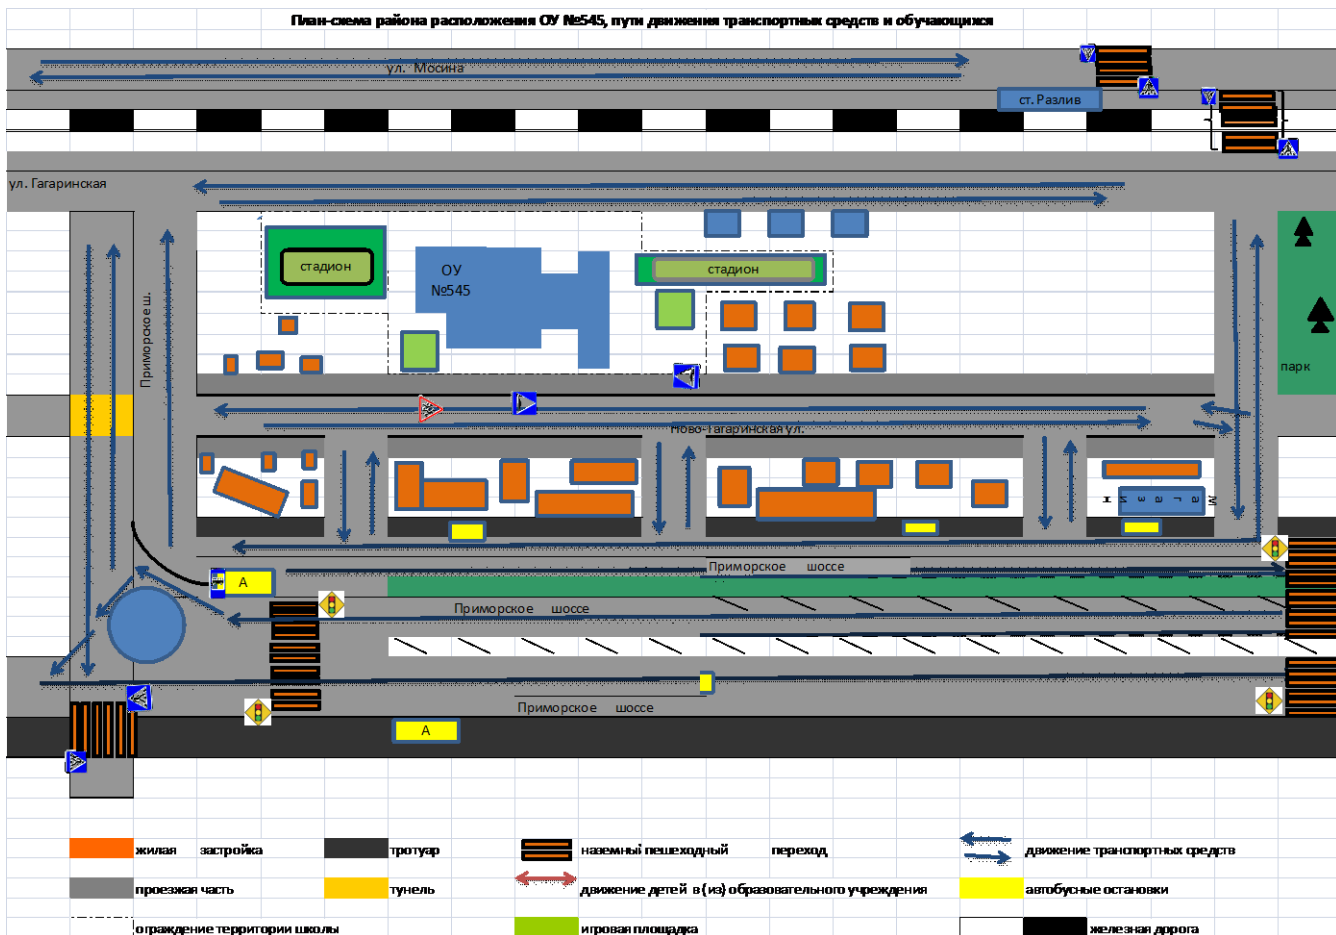 План-схема района расположения ОУ №545, пути движения транспортных средств и обучающихся
ул. Мосина
ст. Разлив
ул. Гагаринская
стадион
ОУ
№545
стадион
Приморское ш.
парк
Ново-Гагаринская ул.
Магазин
Приморское шоссе
А
Приморское шоссе
Приморское шоссе
А
жилая застройка
тротуар
наземный пешеходный переход
движение транспортных средств
проезжая часть
тунель
движение детей в (из) образовательного учреждения
автобусные остановки
ограждение территории школы
игровая площадка
железная дорога